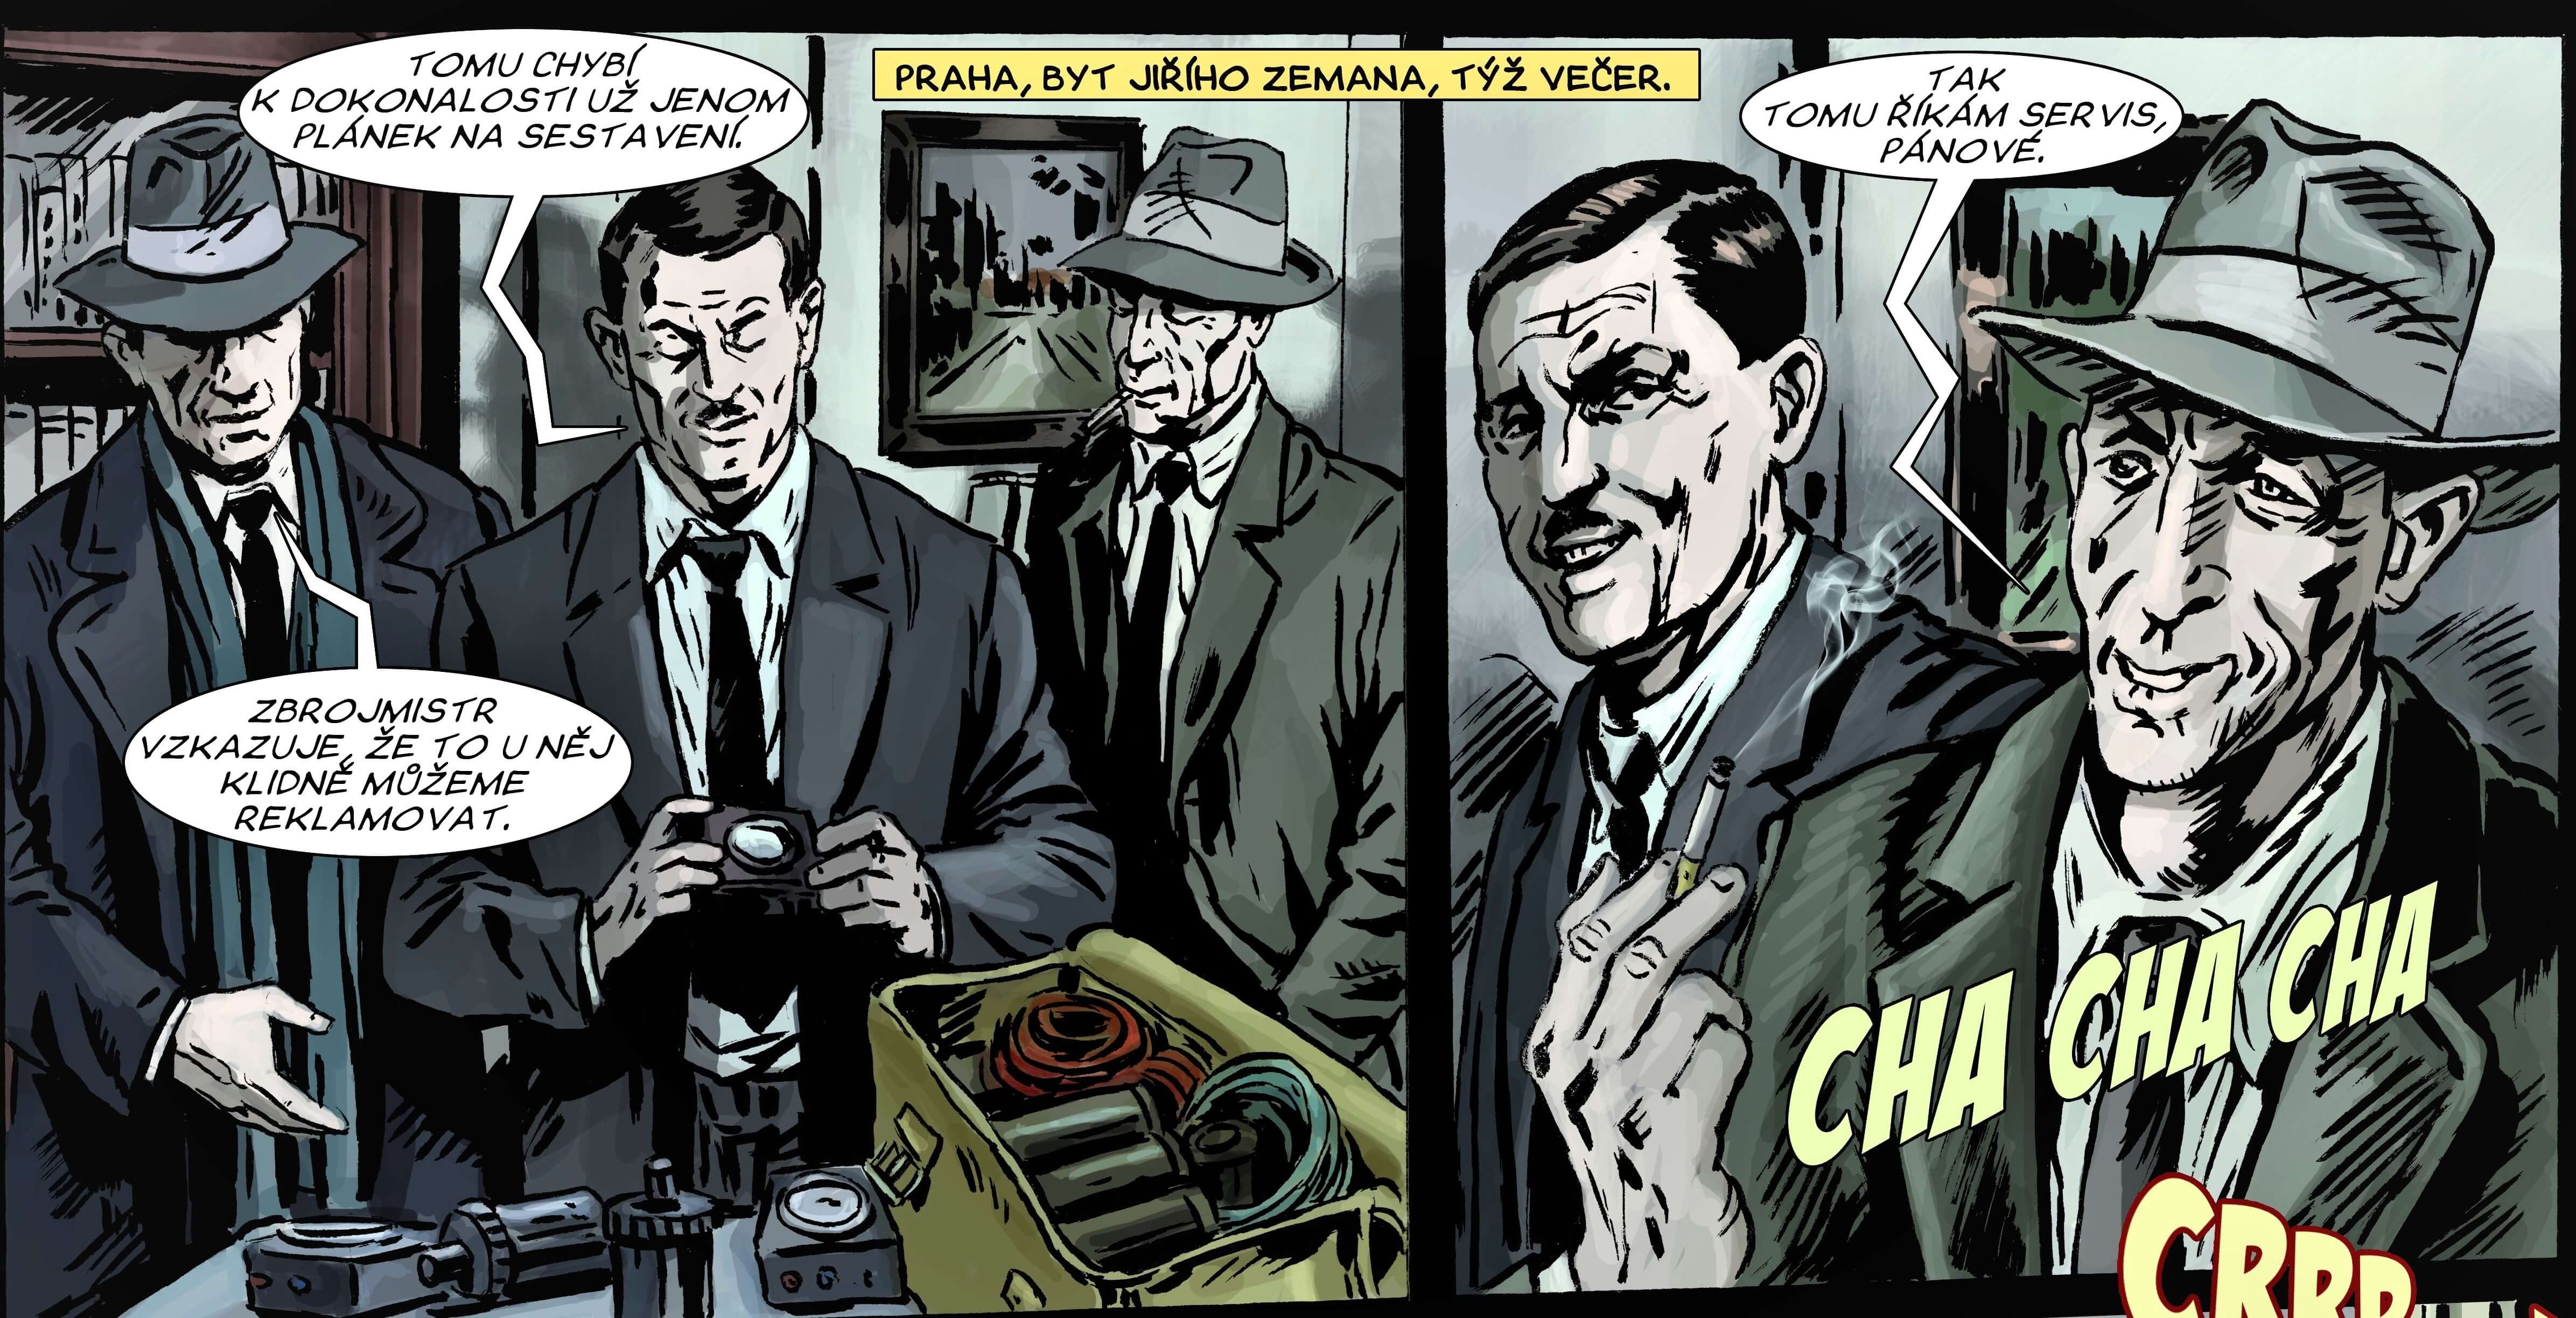 TOMU CHYBÍ
K DOKONALOSTI UŽ JENOM
PLÁNEK NA SESTAVENÍ.
PRAHA, BYT JIŘÍHO ZEMANA, TÝŽ VEČER.
ZBROJMISTR
VZKAZUJE, ŽE TO U NĚJ
KLIDNĚ MŮŽEME
REKLAMOVAT.
TAK
TOMU ŘÍKÁM SERVIS,
PÁNOVÉ.
CHA CHA CHA